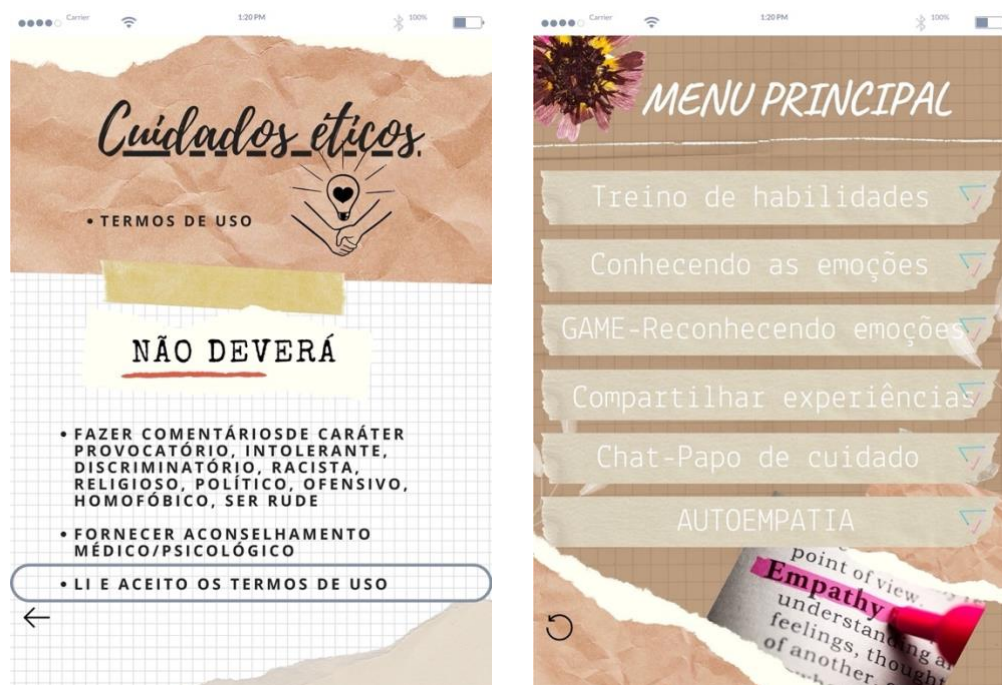 Carrier 1:20 PM 100%
Cuidados éticos
• TERMOS DE USO
NÃO DEVERÁ
• FAZER COMENTÁRIOSDE CARÁTER
PROVOCATÓRIO, INTOLERANTE,
DISCRIMINATÓRIO, RACISTA,
RELIGIOSO, POLÍTICO, OFENSIVO,
HOMOFÓBICO, SER RUDE
• FORNECER ACONSELHAMENTO
MÉDICO/PSICOLÓGICO
• LI E ACEITO OS TERMOS DE USO
Carrier 1:20 PM 100%
MENU PRINCIPAL
Treino de habilidades
Conhecendo as emoções
GAME-Reconhecendo emoções
Compartilhar experiências
Chat-Papo de cuidado
AUTOEMPATIA
point of view.
Empathy
understanding
feelings, thought
of another,